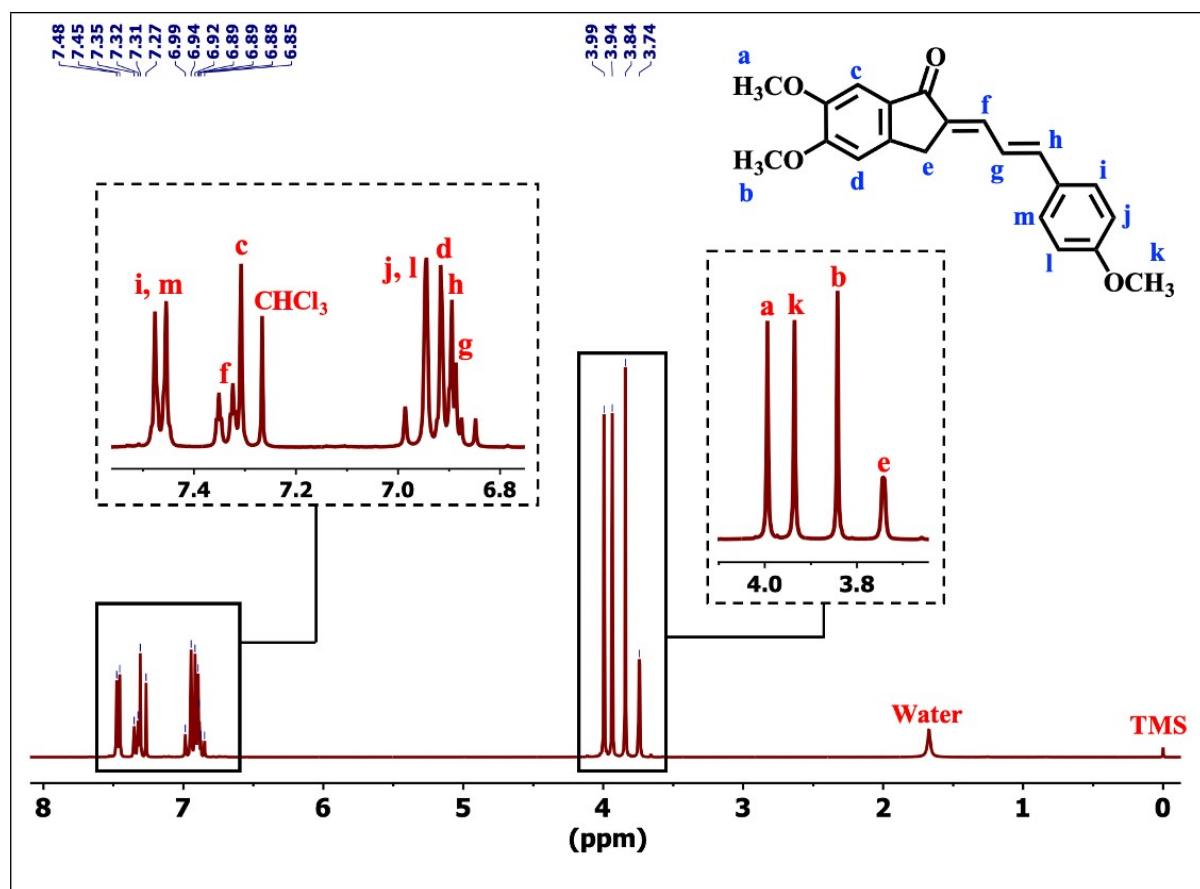 7.48
7.45
7.35
7.32
7.31
7.27
6.99
6.94
6.92
6.89
6.89
6.88
6.85
3.99
3.94
3.84
3.74
a
H₃CO
c
O
f
h
H₃CO
b
d
e
g
i
m
j
l
k
OCH₃
i, m
f
c
CHCl₃
j, l
d
h
g
7.4 7.2 7.0 6.8
a k b e
4.0 3.8
Water
TMS
8 7 6 5 4 3 2 1 0
(ppm)